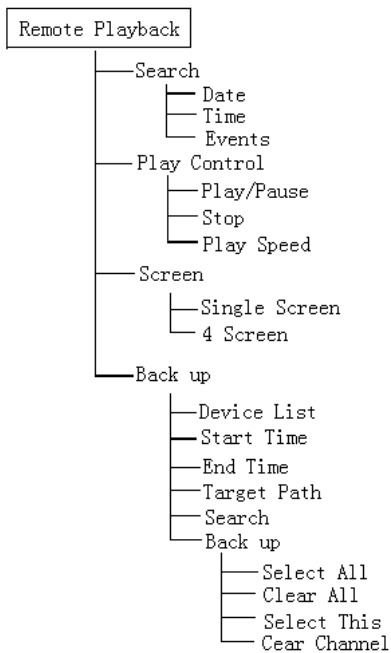 Remote Playback
Search
Date
Time
Events
Play Control
Play/Pause
Stop
Play Speed
Screen
Single Screen
4 Screen
Back up
Device List
Start Time
End Time
Target Path
Search
Back up
Select All
Clear All
Select This
Cear Channel